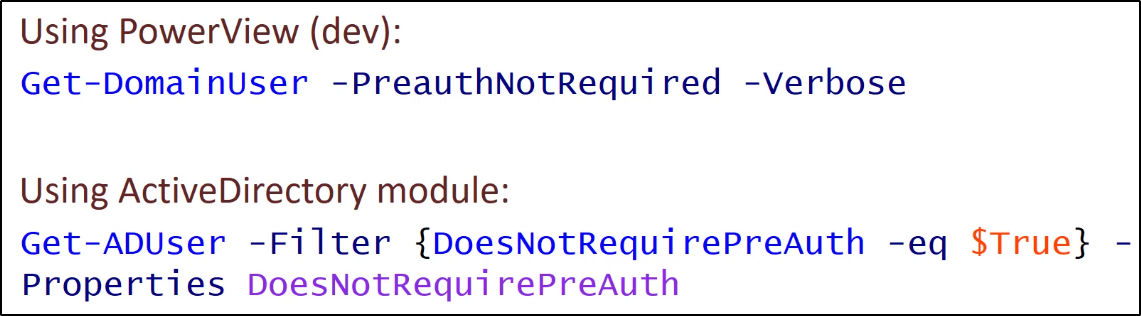 Using PowerView (dev):
Get-DomainUser -PreauthNotRequired -Verbose
Using ActiveDirectory module:
Get-ADUser -Filter {DoesNotRequirePreAuth -eq $True} -
Properties DoesNotRequirePreAuth